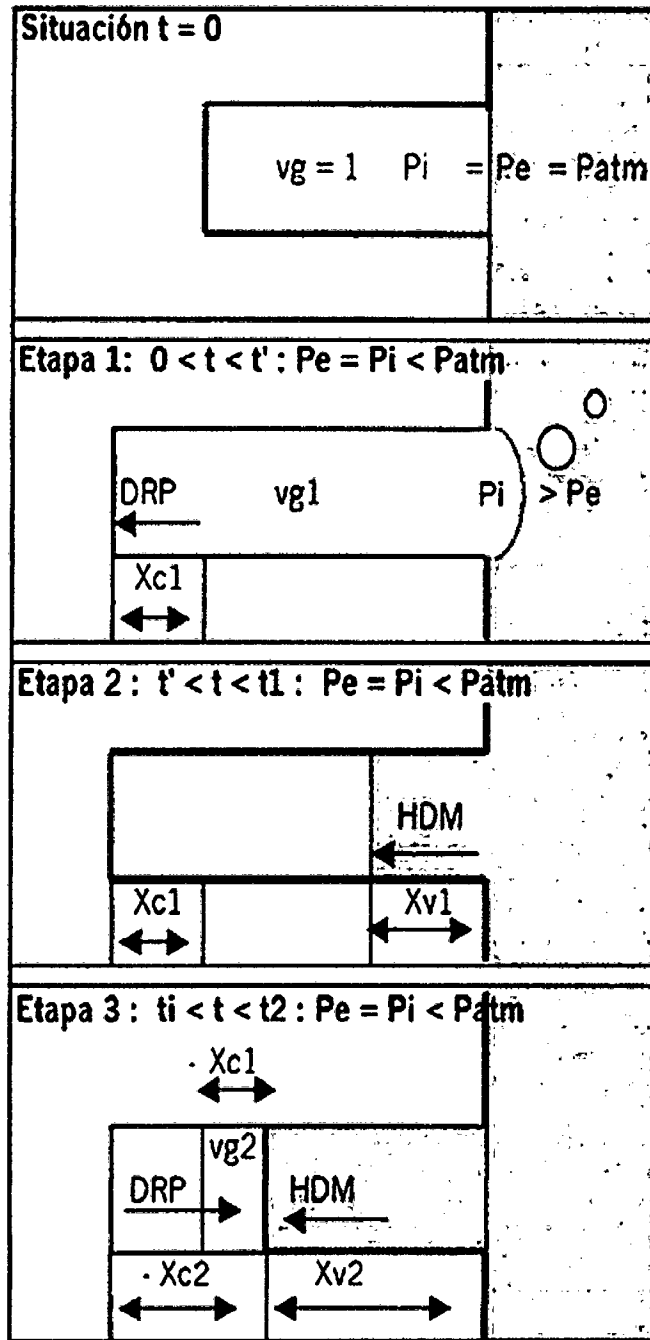 Situación t = 0
vg = 1 Pi = Pe = Patm
Etapa 1: 0 < t < t' : Pe = Pi < Patm
DRP vg1 Pi > Pe
Xc1
Etapa 2 : t' < t < t1 : Pe = Pi < Patm
HDM
Xc1 Xv1
Etapa 3 : ti < t < t2 : Pe = Pi < Patm
- Xc1
vg2
DRP HDM
- Xc2 Xv2